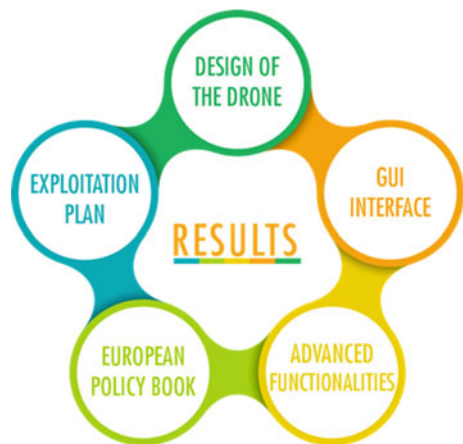 DESIGN OF
THE DRONE
GUI
INTERFACE
ADVANCED
FUNCTIONALITIES
EUROPEAN
POLICY BOOK
EXPLOITATION
PLAN
RESULTS